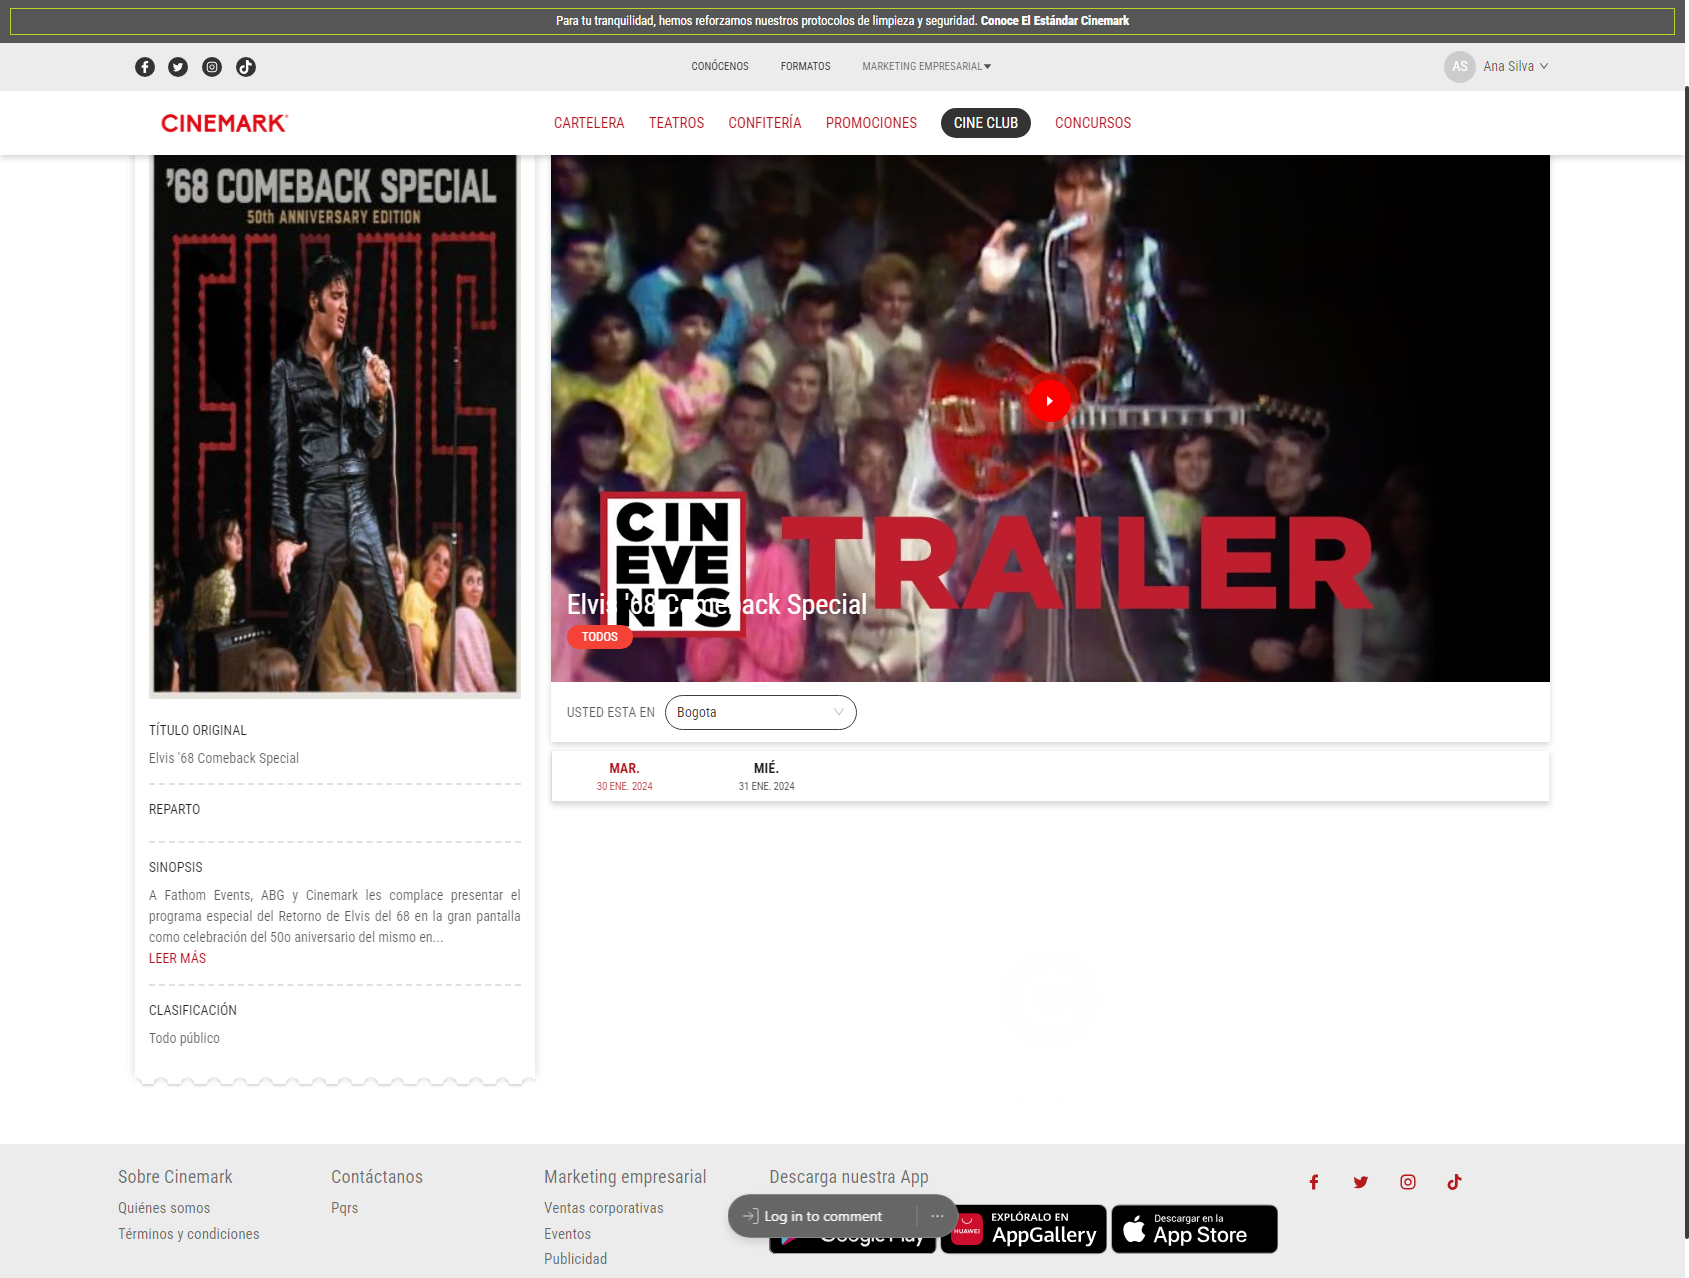 Para tu tranquilidad, hemos reforzamos nuestros protocolos de limpieza y seguridad. Conoce El Estándar Cinemark
CONÓCENOS
FORMATOS
MARKETING EMPRESARIAL
AS
Ana Silva
CINEMARK
CARTELERA
TEATROS
CONFITERÍA
PROMOCIONES
CINE CLUB
CONCURSOS
'68 COMEBACK SPECIAL
50th ANNIVERSARY EDITION
ELVIS
TÍTULO ORIGINAL
Elvis '68 Comeback Special
REPARTO
SINOPSIS
A Fathom Events, ABG y Cinemark les complace presentar el
programa especial del Retorno de Elvis del 68 en la gran pantalla
como celebración del 50o aniversario del mismo en...
LEER MÁS
CLASIFICACIÓN
Todo público
CIN
EVE
NTS
TRAILER
Elvis '68 Comeback Special
TODOS
USTED ESTA EN
Bogota
MAR.
30 ENE. 2024
MIÉ.
31 ENE. 2024
Sobre Cinemark
Quiénes somos
Términos y condiciones
Contáctanos
Pqrs
Marketing empresarial
Ventas corporativas
Eventos
Publicidad
Descarga nuestra App
Log in to comment
Google Play
HUAWEI
EXPLÓRALO EN
AppGallery
Descargar en la
App Store